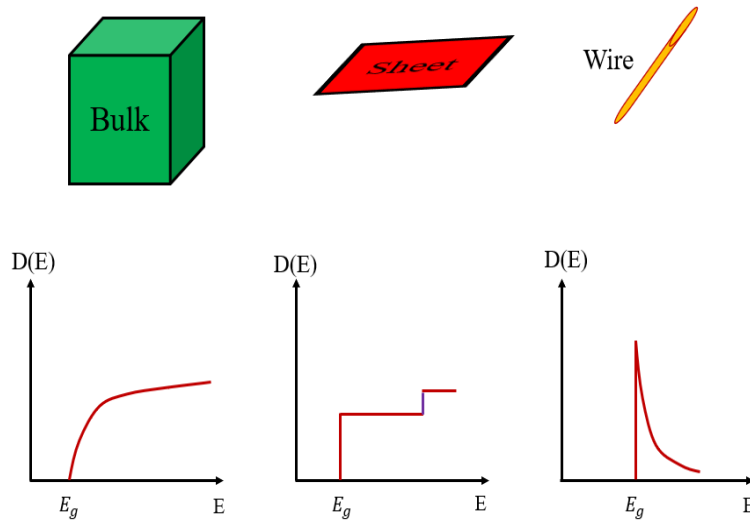 Bulk
Sheet
Wire
D(E)
E_g
E
D(E)
E_g
E
D(E)
E_g
E